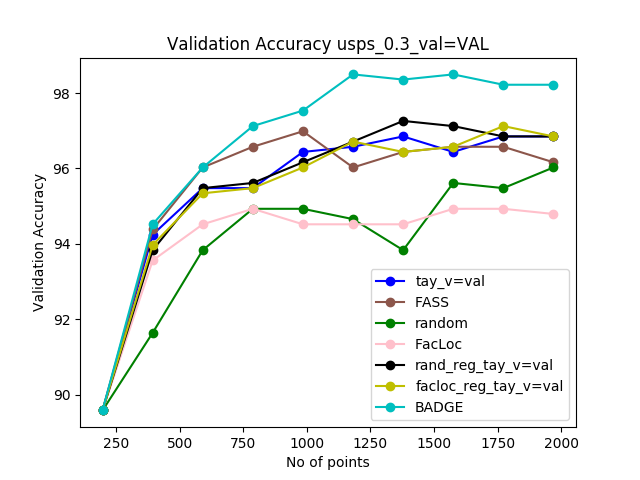 Validation Accuracy usps_0.3_val=VAL
Validation Accuracy
98
96
94
92
90
tay_v=val
FASS
random
FacLoc
rand_reg_tay_v=val
facloc_reg_tay_v=val
BADGE
250 500 750 1000 1250 1500 1750 2000
No of points